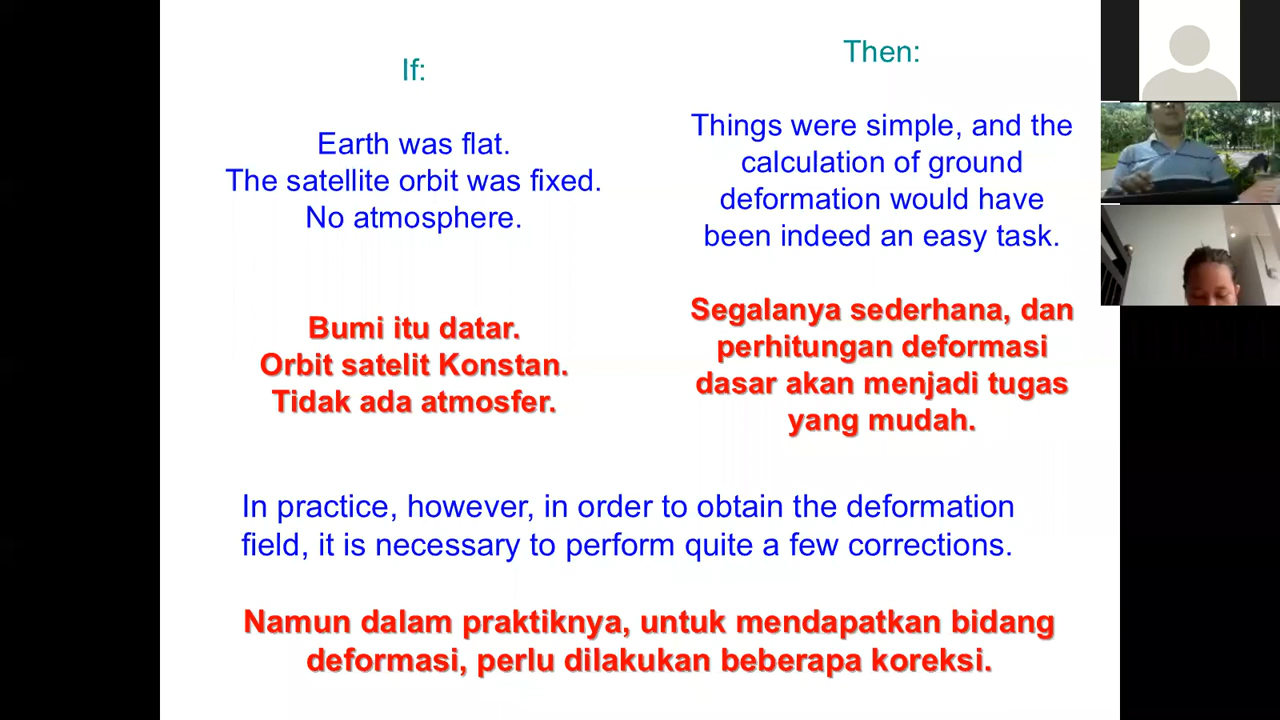 If:
Earth was flat.
The satellite orbit was fixed.
No atmosphere.
Bumi itu datar.
Orbit satelit Konstan.
Tidak ada atmosfer.
Then:
Things were simple, and the
calculation of ground
deformation would have
been indeed an easy task.
Segalanya sederhana, dan
perhitungan deformasi
dasar akan menjadi tugas
yang mudah.
In practice, however, in order to obtain the deformation
field, it is necessary to perform quite a few corrections.
Namun dalam praktiknya, untuk mendapatkan bidang
deformasi, perlu dilakukan beberapa koreksi.